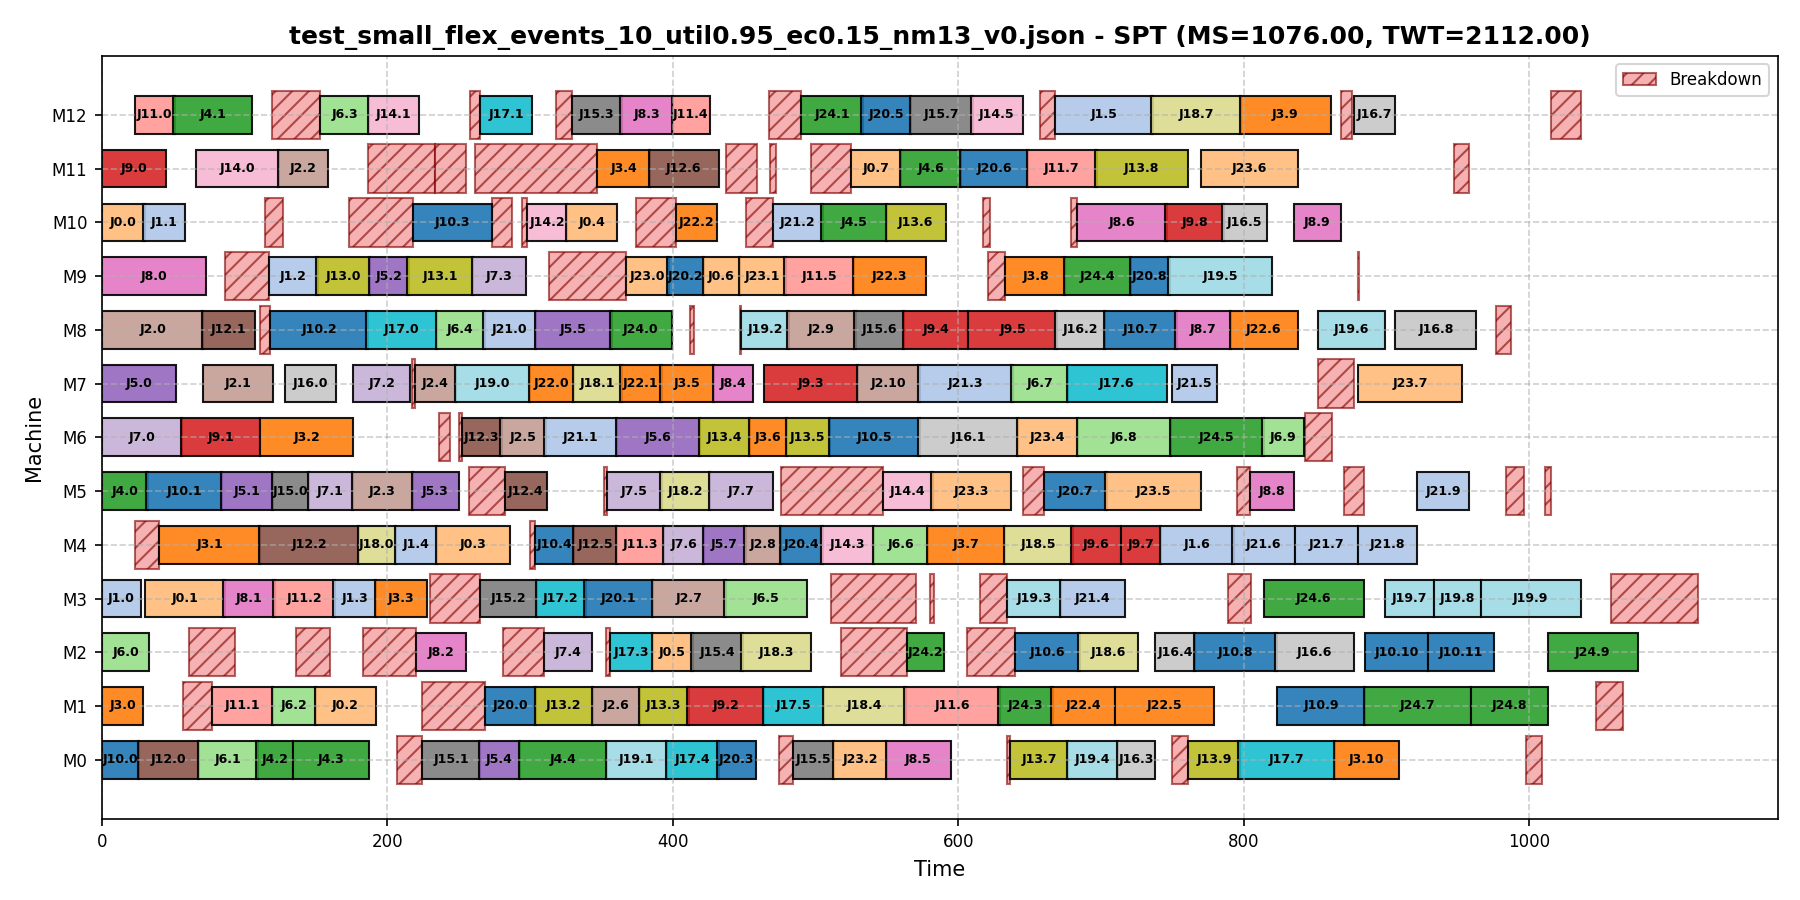 test_small_flex_events_10_util0.95_ec0.15_nm13_v0.json - SPT (MS=1076.00, TWT=2112.00)
Breakdown
Machine
M12 J11.0 J4.1 J6.3 J14.1 J17.1 J15.3 J8.3 J11.4 J24.1 J20.5 J15.7 J14.5 J1.5 J18.7 J3.9 J16.7
M11 J9.0 J14.0 J2.2 J3.4 J12.6 J0.7 J4.6 J20.6 J11.7 J13.8 J23.6
M10 J0.0 J1.1 J10.3 J14.2 J0.4 J22.2 J21.2 J4.5 J13.6 J8.6 J9.8 J16.5 J8.9
M9 J8.0 J1.2 J13.0 J5.2 J13.1 J7.3 J23.0 J20.2 J0.6 J23.1 J11.5 J22.3 J3.8 J24.4 J20.8 J19.5
M8 J2.0 J12.1 J10.2 J17.0 J6.4 J21.0 J5.5 J24.0 J19.2 J2.9 J15.6 J9.4 J9.5 J16.2 J10.7 J8.7 J22.6 J19.6 J16.8
M7 J5.0 J2.1 J16.0 J7.2 J2.4 J19.0 J22.0 J18.1 J22.1 J3.5 J8.4 J9.3 J2.10 J21.3 J6.7 J17.6 J21.5 J23.7
M6 J7.0 J9.1 J3.2 J12.3 J2.5 J21.1 J5.6 J13.4 J3.6 J13.5 J10.5 J16.1 J23.4 J6.8 J24.5 J6.9
M5 J4.0 J10.1 J5.1 J15.0 J7.1 J2.3 J5.3 J12.4 J7.5 J18.2 J7.7 J14.4 J23.3 J20.7 J23.5 J8.8 J21.9
M4 J3.1 J12.2 J18.0 J1.4 J0.3 J10.4 J12.5 J11.3 J7.6 J5.7 J2.8 J20.4 J14.3 J6.6 J3.7 J18.5 J9.6 J9.7 J1.6 J21.6 J21.7 J21.8
M3 J1.0 J0.1 J8.1 J11.2 J1.3 J3.3 J15.2 J17.2 J20.1 J2.7 J6.5 J19.3 J21.4 J24.6 J19.7 J19.8 J19.9
M2 J6.0 J8.2 J7.4 J17.3 J0.5 J15.4 J18.3 J24.2 J10.6 J18.6 J16.4 J10.8 J16.6 J10.10 J10.11 J24.9
M1 J3.0 J11.1 J6.2 J0.2 J20.0 J13.2 J2.6 J13.3 J9.2 J17.5 J18.4 J11.6 J24.3 J22.4 J22.5 J10.9 J24.7 J24.8
M0 J10.0 J12.0 J6.1 J4.2 J4.3 J15.1 J5.4 J4.4 J19.1 J17.4 J20.3 J15.5 J23.2 J8.5 J13.7 J19.4 J16.3 J13.9 J17.7 J3.10
0 200 400 600 800 1000
Time